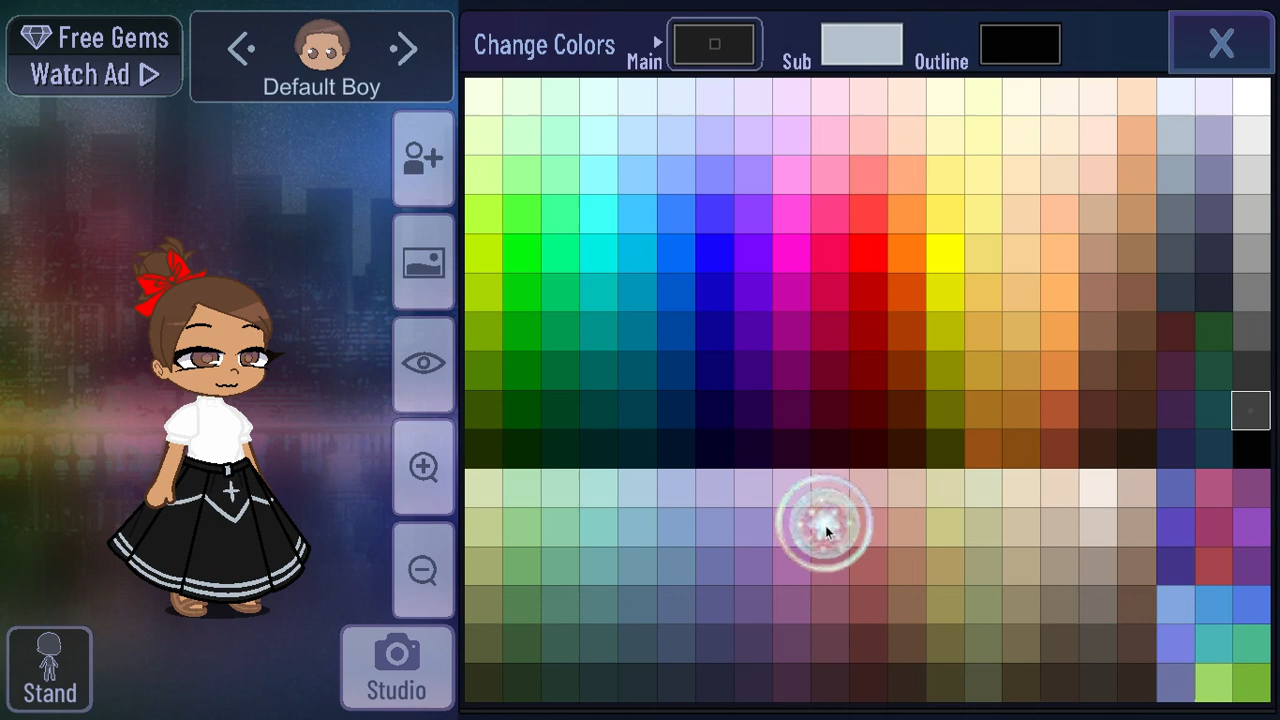 Free Gems
Watch Ad
Default Boy
Change Colors
Main
Sub
Outline
X
Stand
Studio